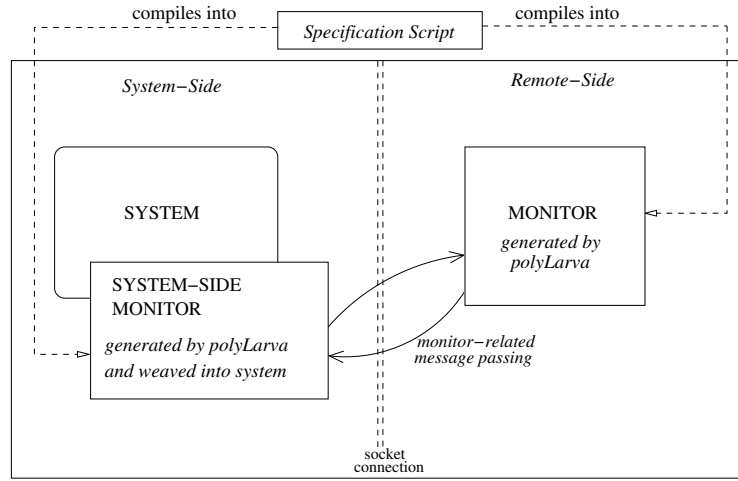 compiles into
Specification Script
compiles into
System−Side
Remote−Side
SYSTEM
MONITOR
generated by
polyLarva
SYSTEM−SIDE
MONITOR
generated by polyLarva
and weaved into system
monitor−related
message passing
socket
connection